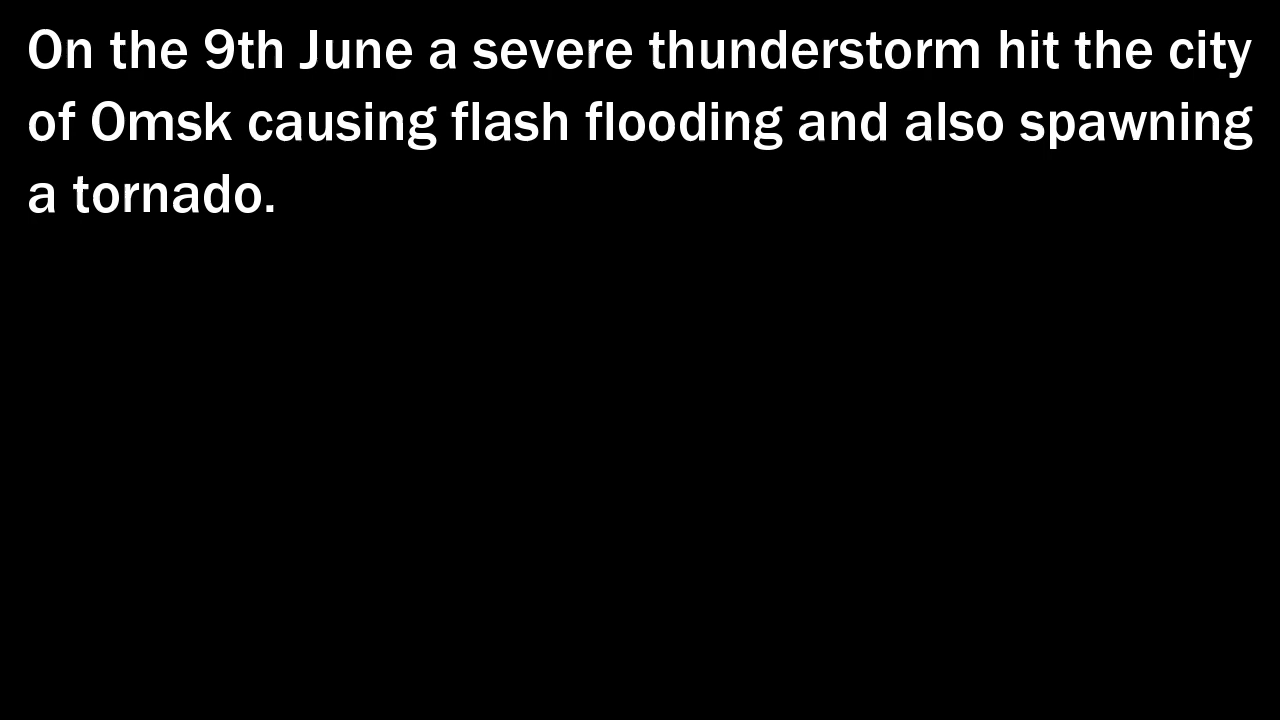 On the 9th June a severe thunderstorm hit the city
of Omsk causing flash flooding and also spawning
a tornado.